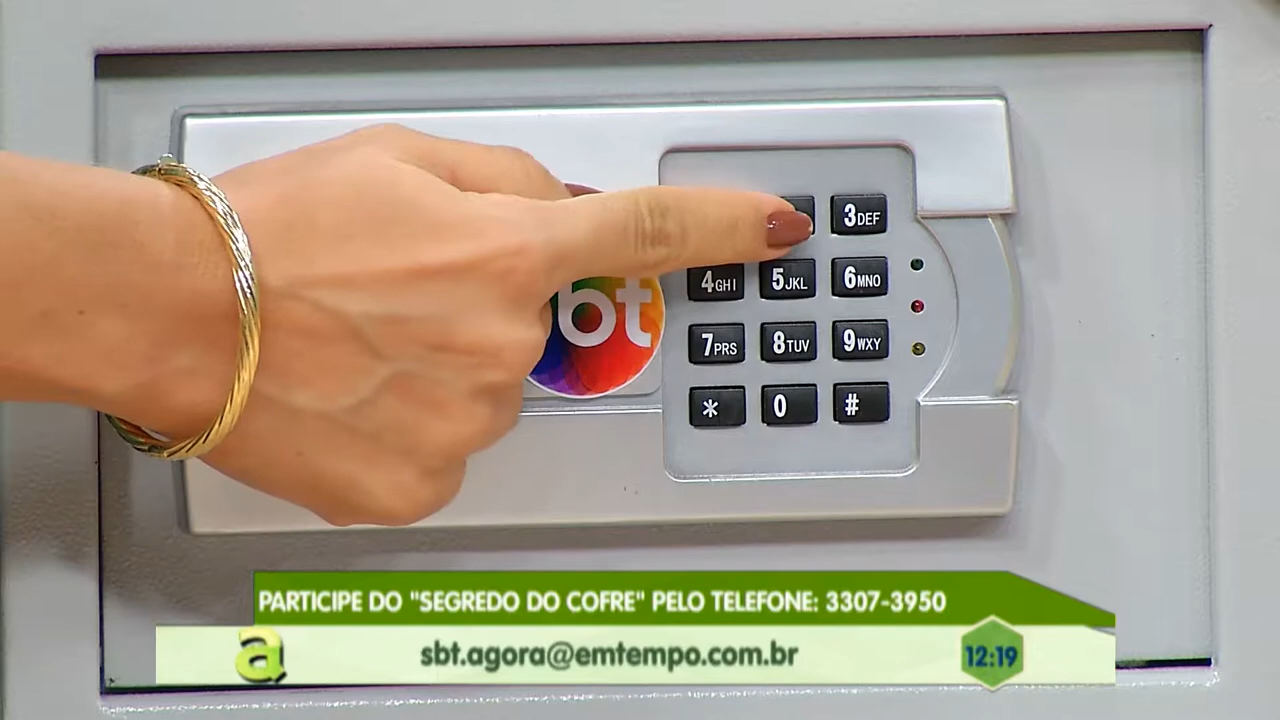 3DEF
4GHI 5JKL 6MNO
bt
7PRS 8TUV 9WXY
* 0 #
PARTICIPE DO "SEGREDO DO COFRE" PELO TELEFONE: 3307-3950
a sbt.agora@emtempo.com.br 12:19